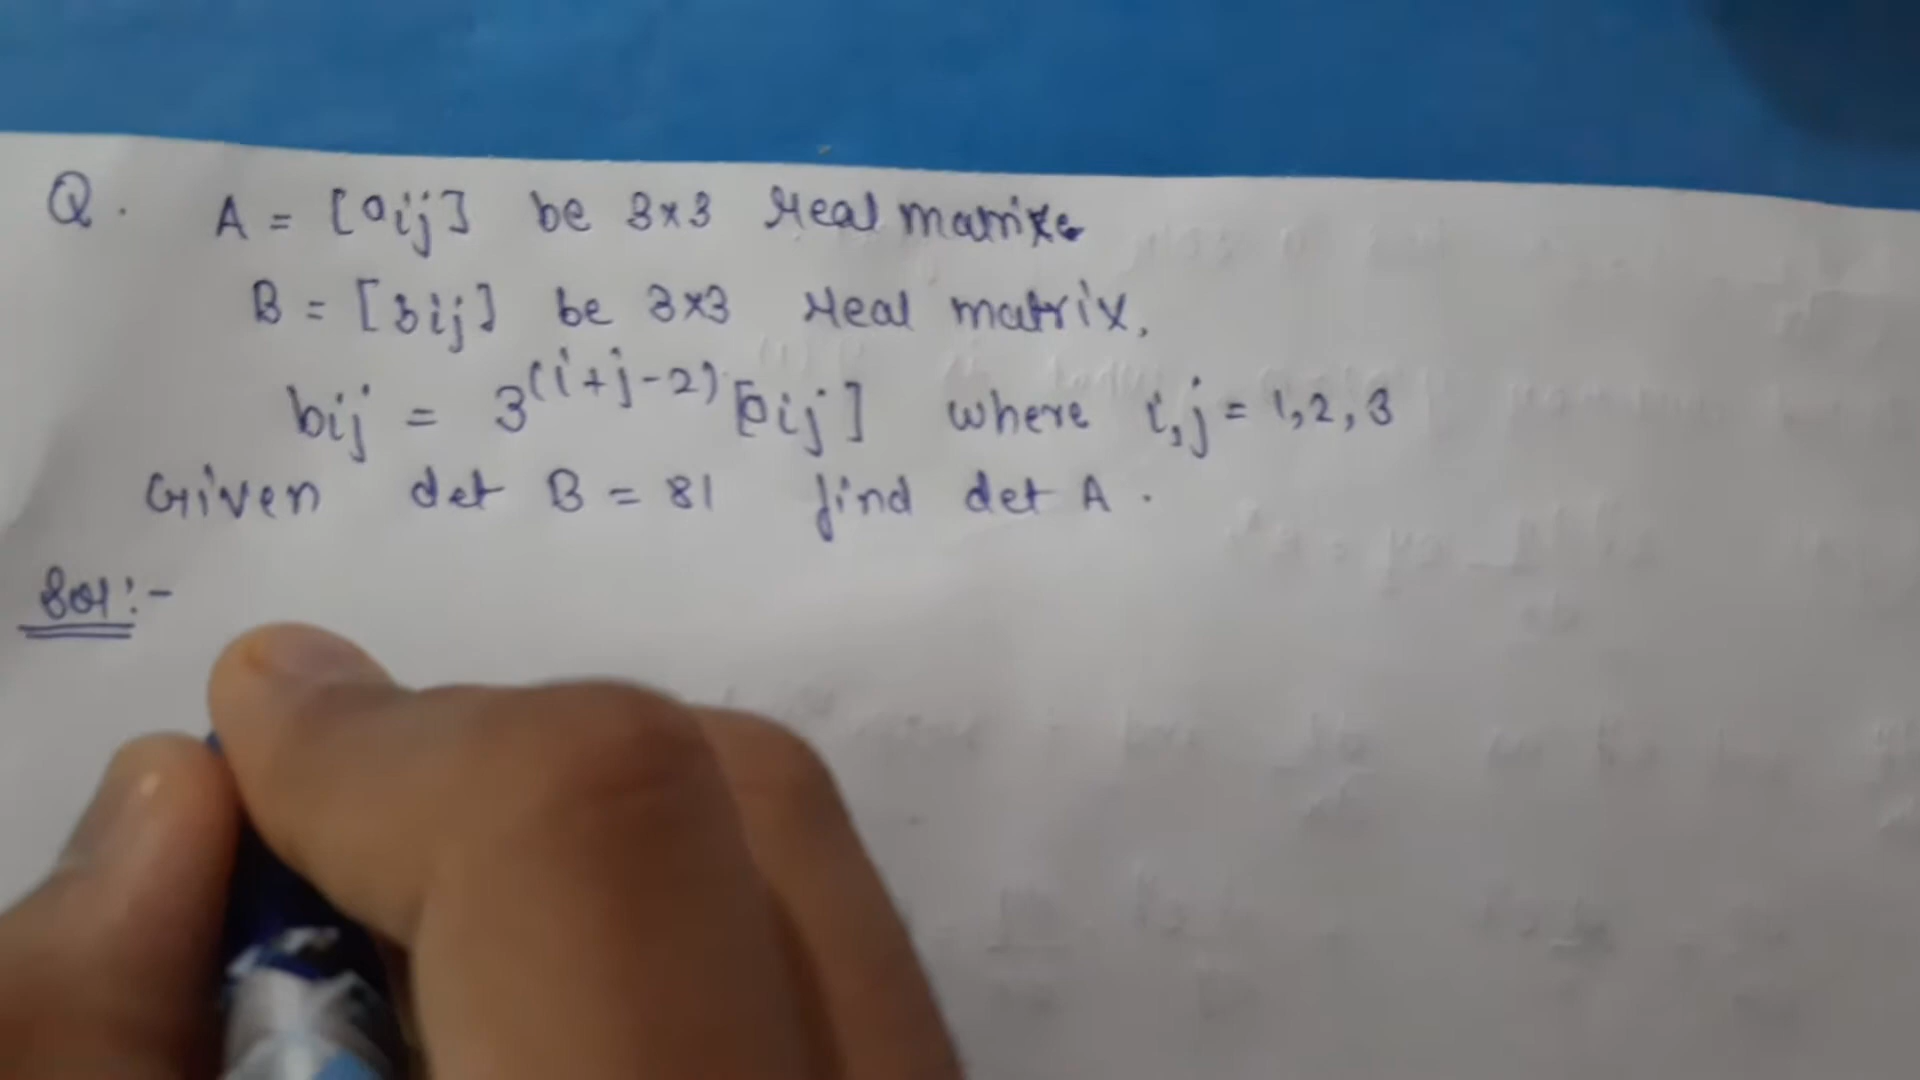 Q. A = [aij] be 3×3 real matrix
B = [bij] be 3×3 real matrix.
bij = 3^(i+j-2) [aij] where i,j = 1,2,3
Given det B = 81 find det A.
Sol:-